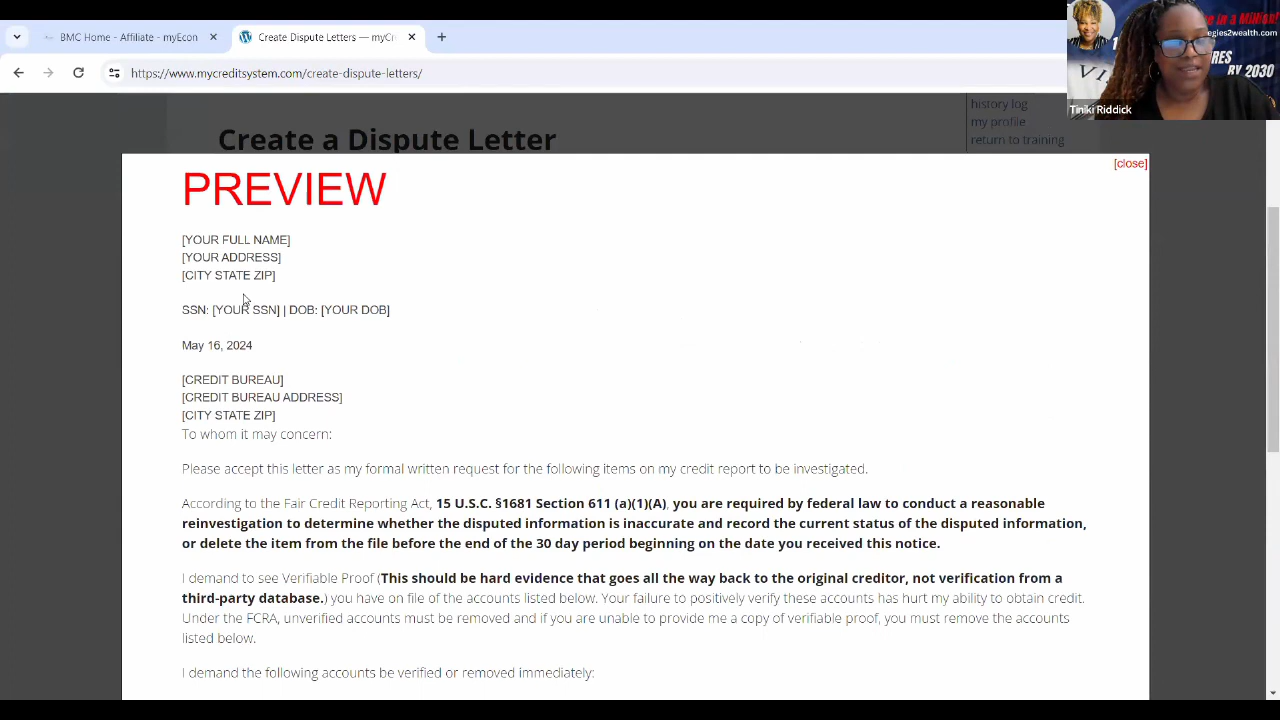 BMC Home - Affiliate - myEcon
Create Dispute Letters — myCr
https://www.mycreditsystem.com/create-dispute-letters/
in a Million!
egies2wealth.com
RES
BY 2030
VI
Tiniki Riddick
history log
my profile
return to training
Create a Dispute Letter
[close]
PREVIEW
[YOUR FULL NAME]
[YOUR ADDRESS]
[CITY STATE ZIP]
SSN: [YOUR SSN] | DOB: [YOUR DOB]
May 16, 2024
[CREDIT BUREAU]
[CREDIT BUREAU ADDRESS]
[CITY STATE ZIP]
To whom it may concern:
Please accept this letter as my formal written request for the following items on my credit report to be investigated.
According to the Fair Credit Reporting Act, 15 U.S.C. §1681 Section 611 (a)(1)(A), you are required by federal law to conduct a reasonable
reinvestigation to determine whether the disputed information is inaccurate and record the current status of the disputed information,
or delete the item from the file before the end of the 30 day period beginning on the date you received this notice.
I demand to see Verifiable Proof (This should be hard evidence that goes all the way back to the original creditor, not verification from a
third-party database.) you have on file of the accounts listed below. Your failure to positively verify these accounts has hurt my ability to obtain credit.
Under the FCRA, unverified accounts must be removed and if you are unable to provide me a copy of verifiable proof, you must remove the accounts
listed below.
I demand the following accounts be verified or removed immediately: